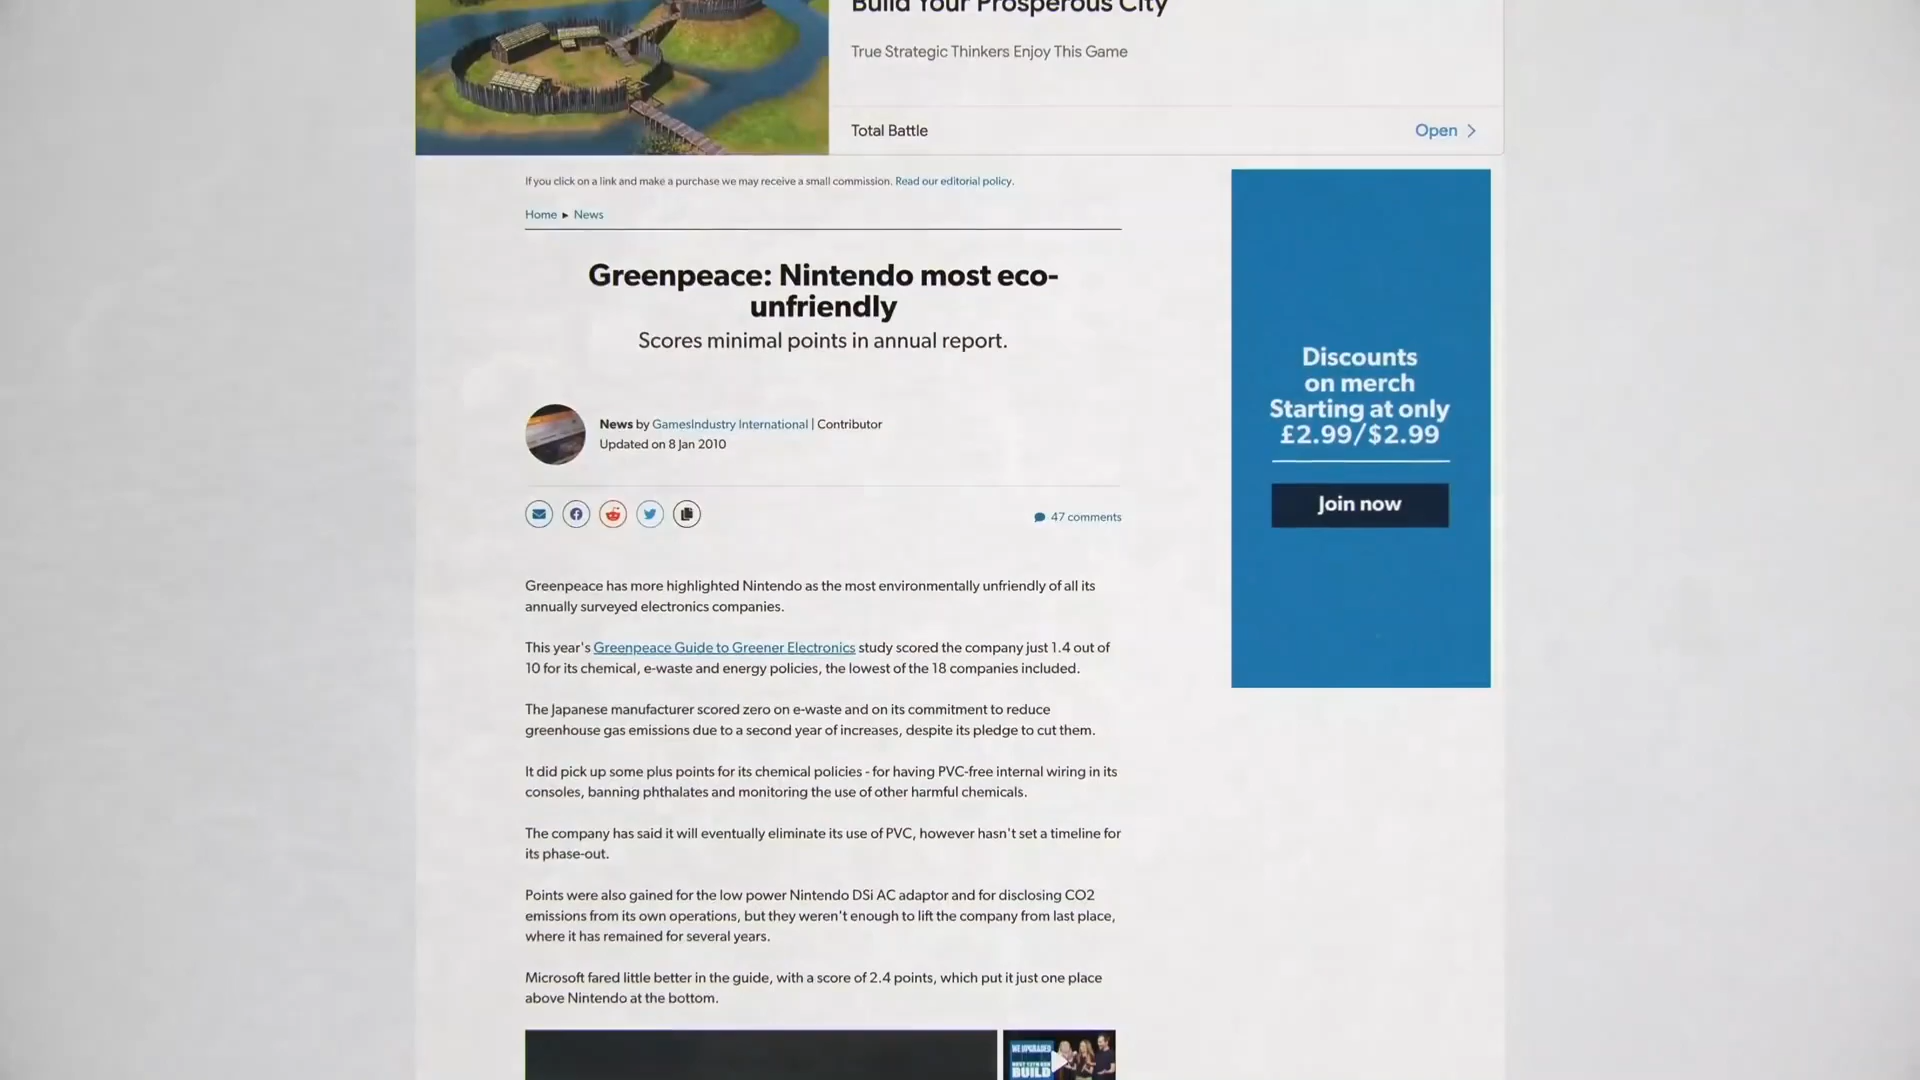 Build Your Prosperous City
True Strategic Thinkers Enjoy This Game
Total Battle
Open
If you click on a link and make a purchase we may receive a small commission. Read our editorial policy.
Home ▸ News
Greenpeace: Nintendo most eco-
unfriendly
Scores minimal points in annual report.
News by GamesIndustry International | Contributor
Updated on 8 Jan 2010
47 comments
Discounts
on merch
Starting at only
£2.99/$2.99
Join now
Greenpeace has more highlighted Nintendo as the most environmentally unfriendly of all its
annually surveyed electronics companies.
This year's Greenpeace Guide to Greener Electronics study scored the company just 1.4 out of
10 for its chemical, e-waste and energy policies, the lowest of the 18 companies included.
The Japanese manufacturer scored zero on e-waste and on its commitment to reduce
greenhouse gas emissions due to a second year of increases, despite its pledge to cut them.
It did pick up some plus points for its chemical policies - for having PVC-free internal wiring in its
consoles, banning phthalates and monitoring the use of other harmful chemicals.
The company has said it will eventually eliminate its use of PVC, however hasn't set a timeline for
its phase-out.
Points were also gained for the low power Nintendo DSi AC adaptor and for disclosing CO2
emissions from its own operations, but they weren't enough to lift the company from last place,
where it has remained for several years.
Microsoft fared little better in the guide, with a score of 2.4 points, which put it just one place
above Nintendo at the bottom.
WE UPGRADED
BUILD